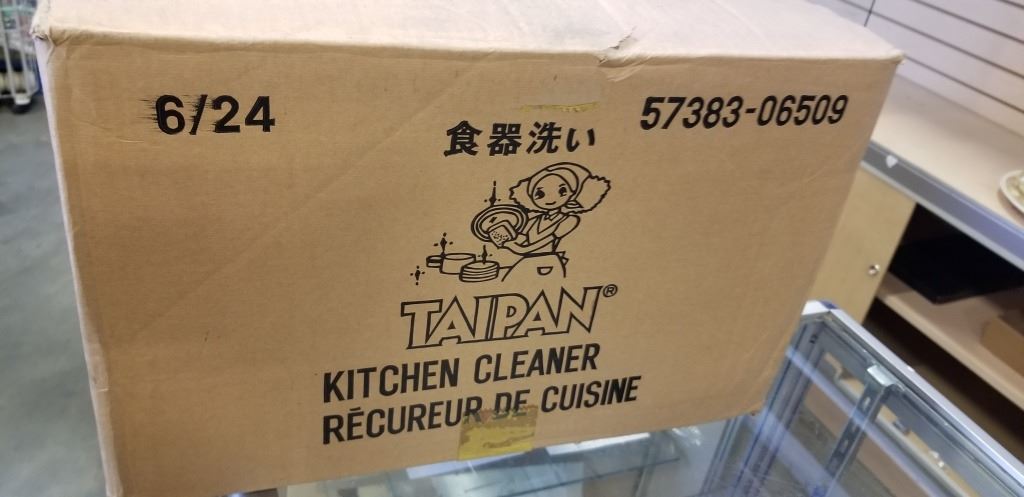 6/24
57383-06509
食器洗い
TAIPAN®
KITCHEN CLEANER
RÉCUREUR DE CUISINE